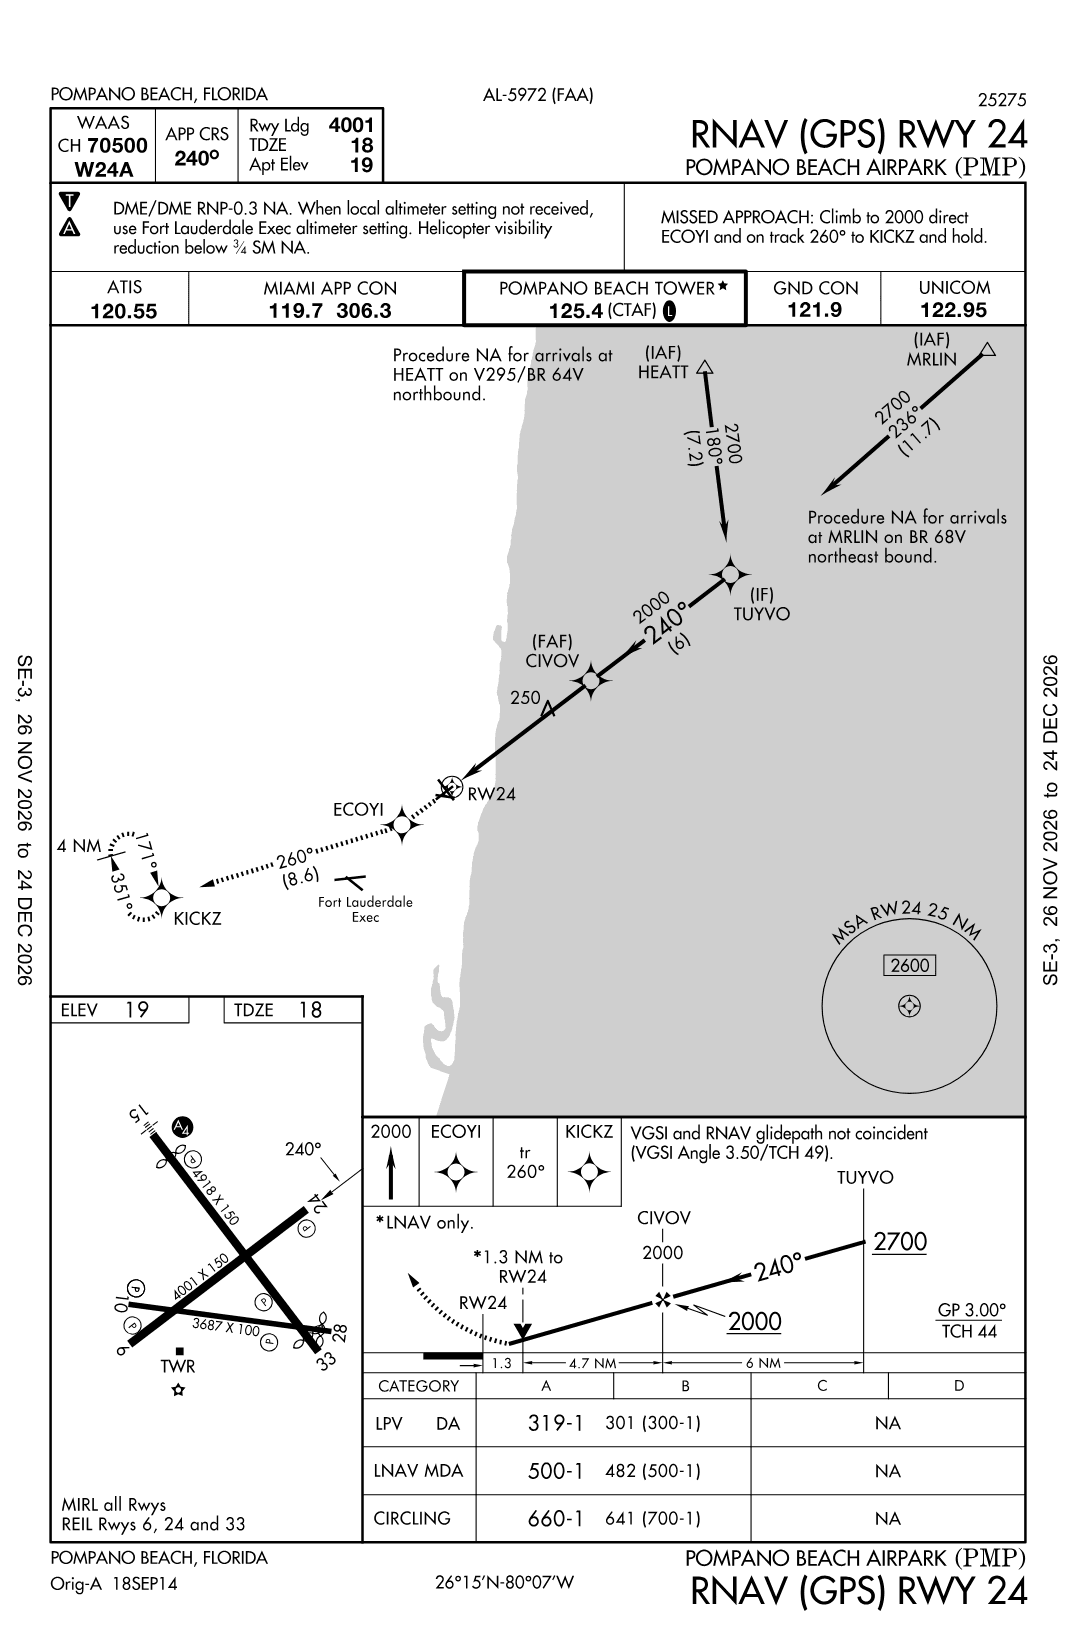 POMPANO BEACH, FLORIDA
AL-5972 (FAA)
25275
WAAS
CH 70500
W24A
APP CRS
240°
Rwy Ldg 4001
TDZE 18
Apt Elev 19
RNAV (GPS) RWY 24
POMPANO BEACH AIRPARK (PMP)
T
A
DME/DME RNP-0.3 NA. When local altimeter setting not received,
use Fort Lauderdale Exec altimeter setting. Helicopter visibility
reduction below ¾ SM NA.
MISSED APPROACH: Climb to 2000 direct
ECOYI and on track 260° to KICKZ and hold.
ATIS
120.55
MIAMI APP CON
119.7 306.3
POMPANO BEACH TOWER★
125.4 (CTAF) L
GND CON
121.9
UNICOM
122.95
Procedure NA for arrivals at
HEATT on V295/BR 64V
northbound.
(IAF)
HEATT
(IAF)
MRLIN
2700
180°
(7.2)
2700
236°
(11.7)
Procedure NA for arrivals
at MRLIN on BR 68V
northeast bound.
(IF)
TUYVO
2000
240°
(6)
(FAF)
CIVOV
250
RW24
ECOYI
260°
(8.6)
4 NM
171°
351°
KICKZ
Fort Lauderdale
Exec
MSA RW24 25 NM
2600
SE-3, 26 NOV 2026 to 24 DEC 2026
SE-3, 26 NOV 2026 to 24 DEC 2026
ELEV 19
TDZE 18
15
A4
P
4918 X 150
240°
24
P
4001 X 150
P
10
P
P
3687 X 100
P
28
6
33
TWR
MIRL all Rwys
REIL Rwys 6, 24 and 33
2000
ECOYI
tr
260°
KICKZ
VGSI and RNAV glidepath not coincident
(VGSI Angle 3.50/TCH 49).
TUYVO
*LNAV only.
CIVOV
2000
2700
*1.3 NM to
RW24
240°
RW24
2000
GP 3.00°
TCH 44
1.3
4.7 NM
6 NM
CATEGORY A B C D
LPV DA 319-1 301 (300-1) NA
LNAV MDA 500-1 482 (500-1) NA
CIRCLING 660-1 641 (700-1) NA
POMPANO BEACH, FLORIDA
Orig-A 18SEP14
26°15'N-80°07'W
POMPANO BEACH AIRPARK (PMP)
RNAV (GPS) RWY 24